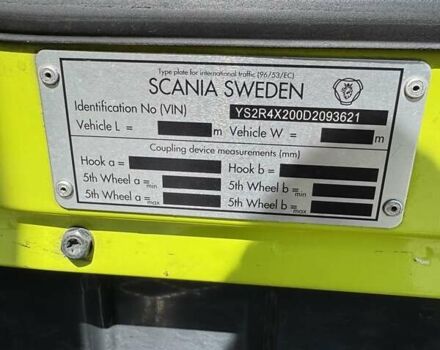 Type plate for international traffic (96/53/EC)
SCANIA SWEDEN
Identification No (VIN) YS2R4X200D2093621
Vehicle L = m Vehicle W = m
Coupling device measurements (mm)
Hook a = Hook b =
5th Wheel a min = 5th Wheel b min =
5th Wheel a max = 5th Wheel b max =